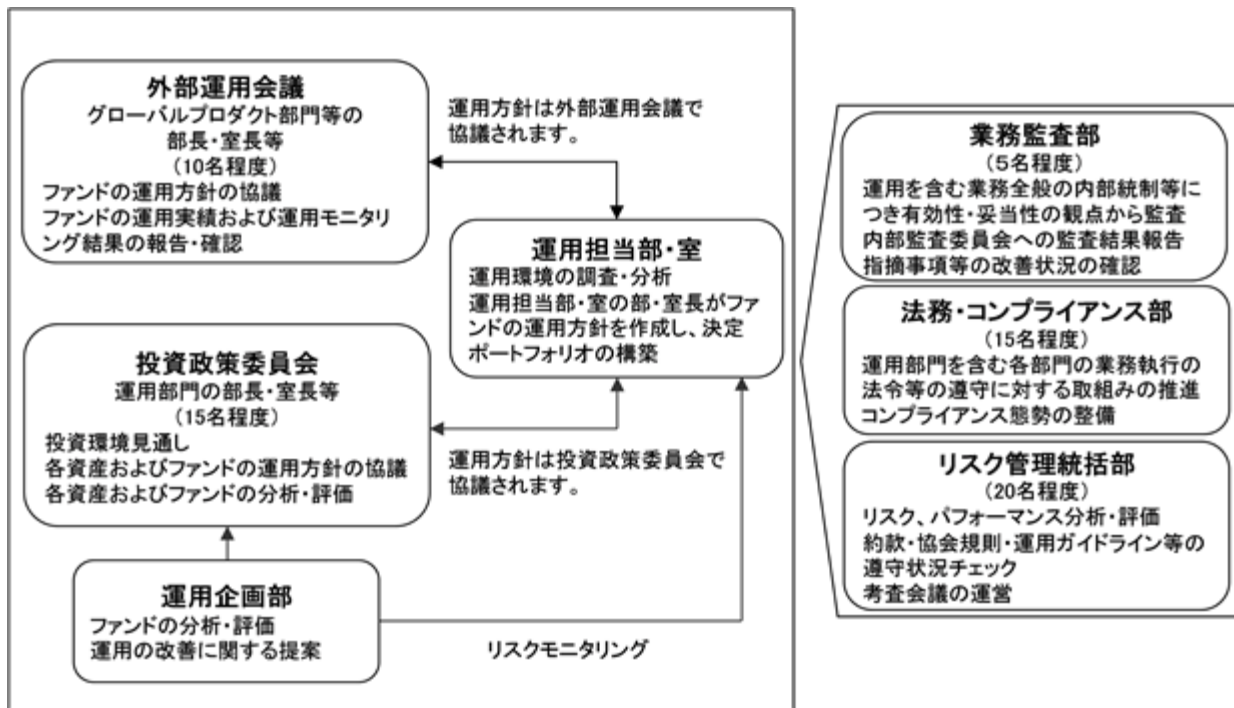 外部運用会議
グローバルプロダクト部門等の
部長・室長等
(10名程度)
ファンドの運用方針の協議
ファンドの運用実績および運用モニタリ
ング結果の報告・確認
運用方針は外部運用会議で
協議されます。
運用担当部・室
運用環境の調査・分析
運用担当部・室の部・室長がファ
ンドの運用方針を作成し、決定
ポートフォリオの構築
投資政策委員会
運用部門の部長・室長等
(15名程度)
投資環境見通し
各資産およびファンドの運用方針の協議
各資産およびファンドの分析・評価
運用方針は投資政策委員会で
協議されます。
運用企画部
ファンドの分析・評価
運用の改善に関する提案
リスクモニタリング
業務監査部
(5名程度)
運用を含む業務全般の内部統制等に
つき有効性・妥当性の観点から監査
内部監査委員会への監査結果報告
指摘事項等の改善状況の確認
法務・コンプライアンス部
(15名程度)
運用部門を含む各部門の業務執行の
法令等の遵守に対する取組みの推進
コンプライアンス態勢の整備
リスク管理統括部
(20名程度)
リスク、パフォーマンス分析・評価
約款・協会規則・運用ガイドライン等の
遵守状況チェック
考査会議の運営